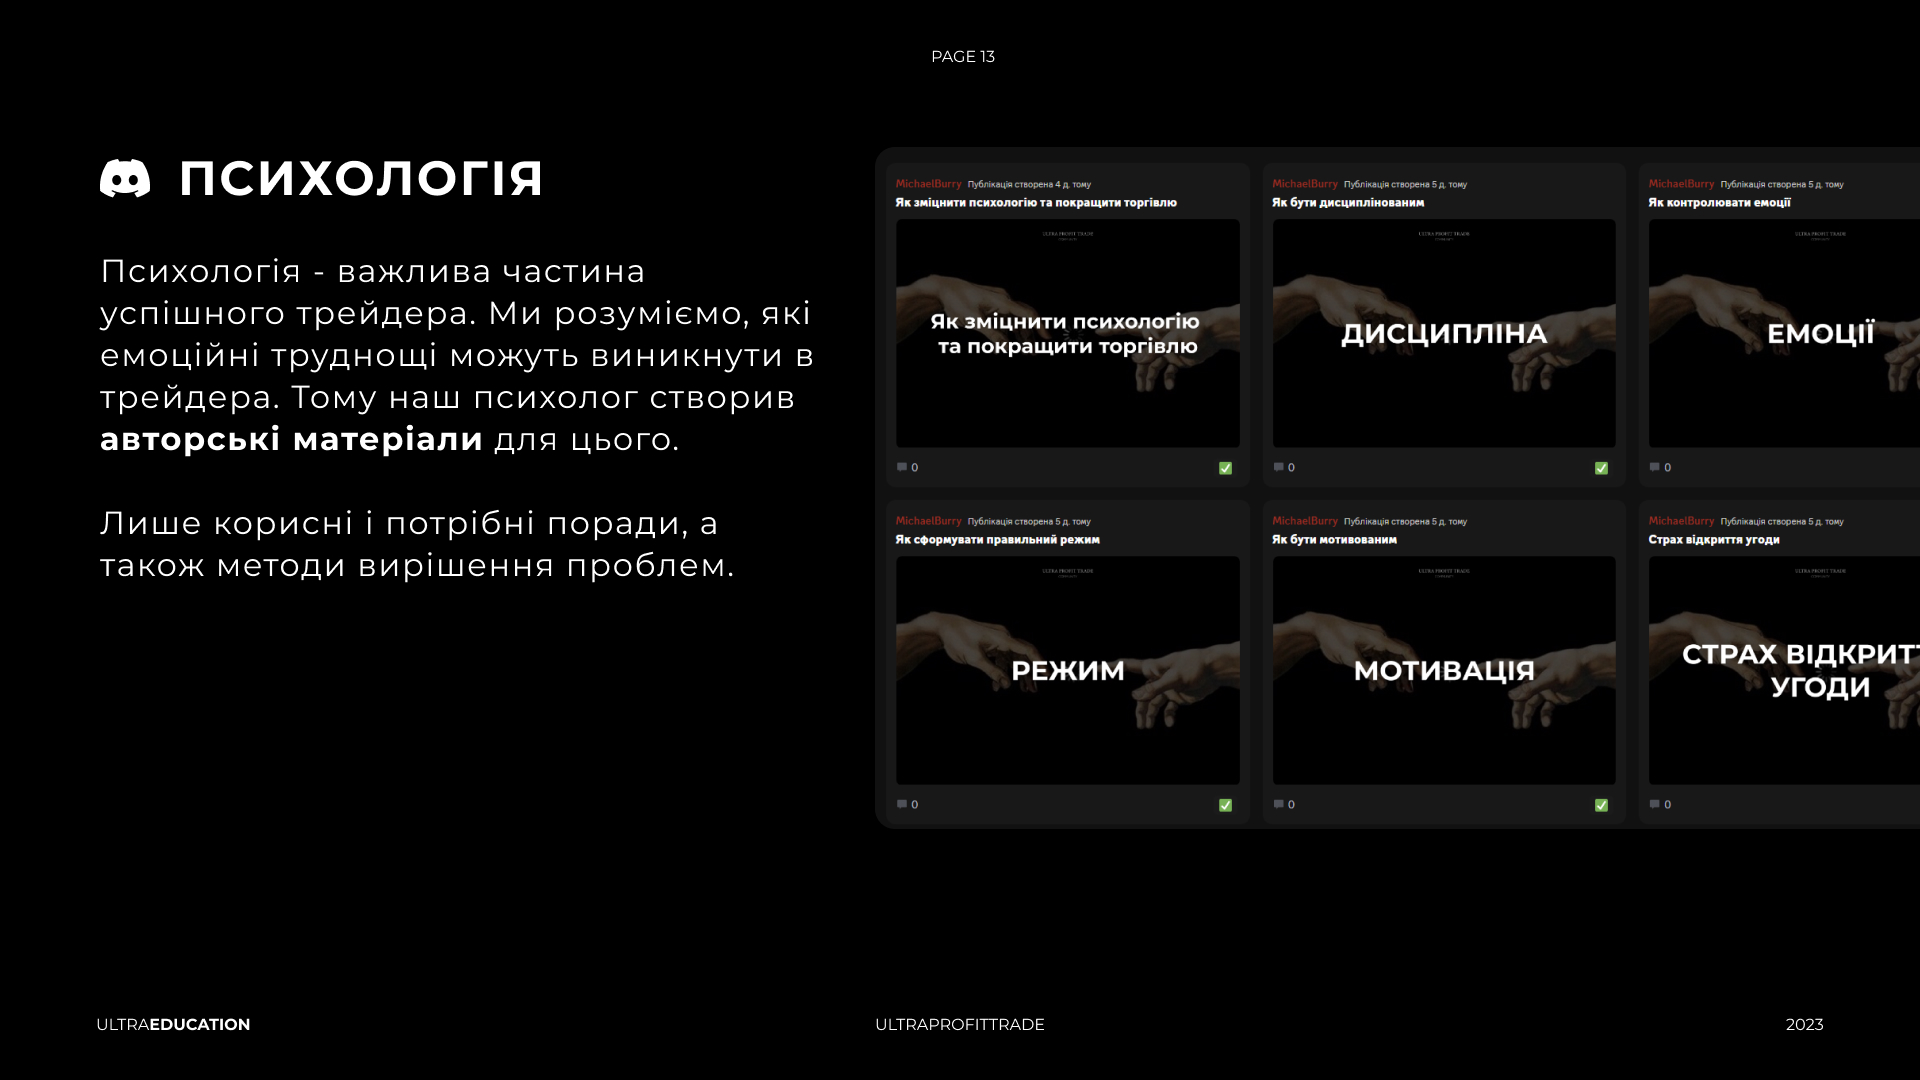 PAGE 13
ПСИХОЛОГІЯ
Психологія - важлива частина
успішного трейдера. Ми розуміємо, які
емоційні труднощі можуть виникнути в
трейдера. Тому наш психолог створив
авторські матеріали для цього.
Лише корисні і потрібні поради, а
також методи вирішення проблем.
MichaelBurry Публікація створена 4 д. тому
Як зміцнити психологію та покращити торгівлю
ULTRA PROFIT TRADE
COMMUNITY
Як зміцнити психологію
та покращити торгівлю
0
MichaelBurry Публікація створена 5 д. тому
Як бути дисциплінованим
ULTRA PROFIT TRADE
COMMUNITY
ДИСЦИПЛІНА
0
MichaelBurry Публікація створена 5 д. тому
Як контролювати емоції
ULTRA PROFIT TRADE
COMMUNITY
ЕМОЦІЇ
0
MichaelBurry Публікація створена 5 д. тому
Як сформувати правильний режим
ULTRA PROFIT TRADE
COMMUNITY
РЕЖИМ
0
MichaelBurry Публікація створена 5 д. тому
Як бути мотивованим
ULTRA PROFIT TRADE
COMMUNITY
МОТИВАЦІЯ
0
MichaelBurry Публікація створена 5 д. тому
Страх відкриття угоди
ULTRA PROFIT TRADE
COMMUNITY
СТРАХ ВІДКРИТ
УГОДИ
0
ULTRAEDUCATION
ULTRAPROFITTRADE
2023